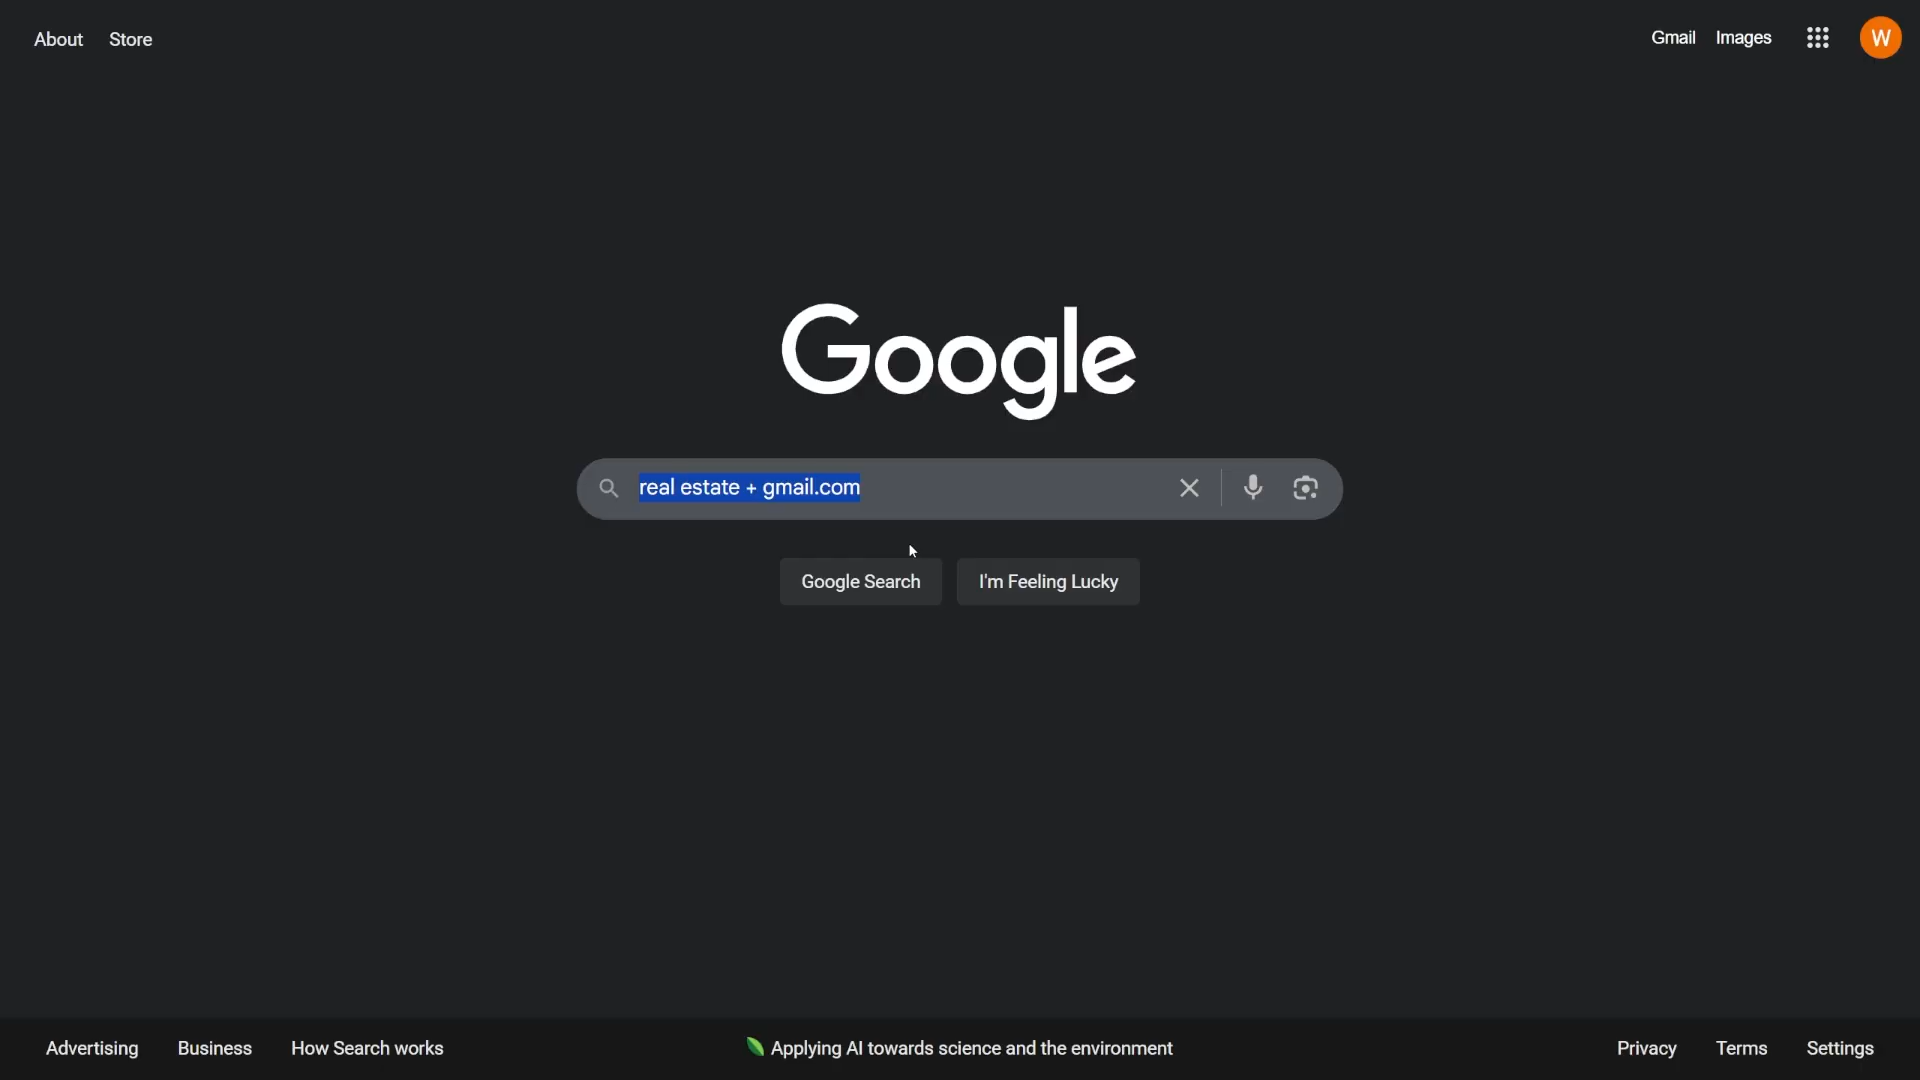 About Store
Gmail Images
W
Google
real estate + gmail.com
Google Search I'm Feeling Lucky
Advertising Business How Search works
Applying AI towards science and the environment
Privacy Terms Settings